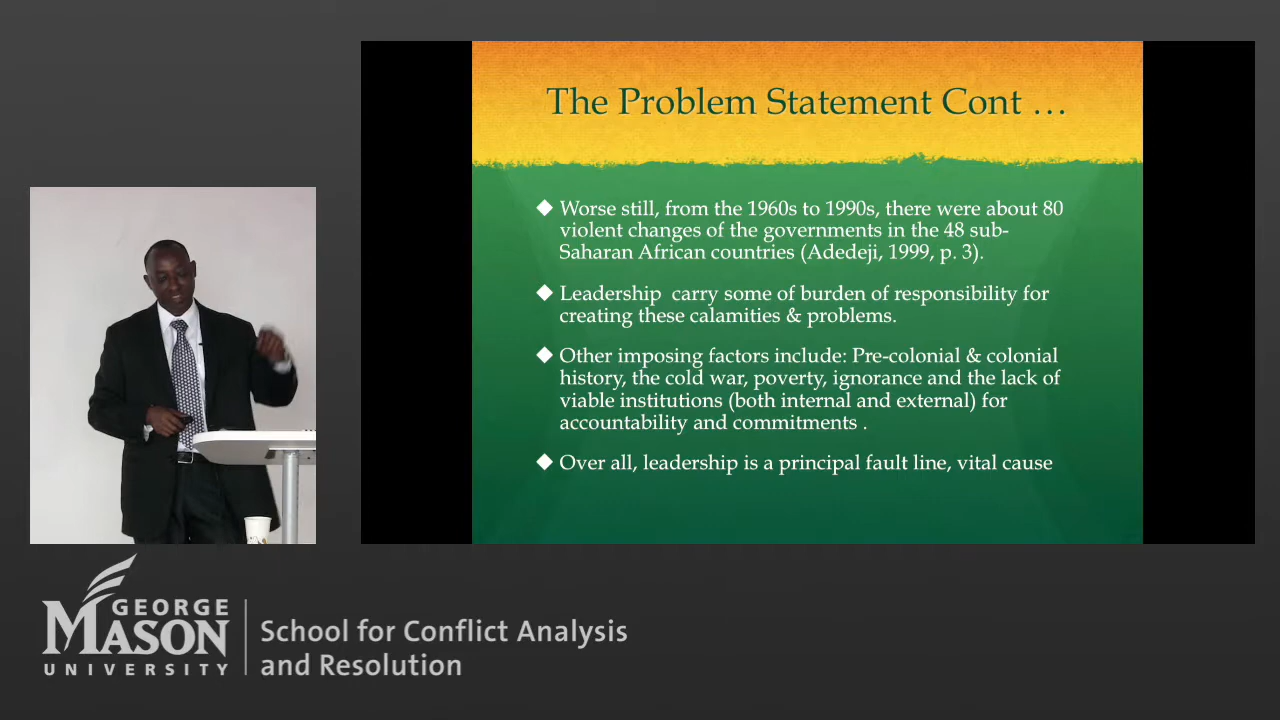 The Problem Statement Cont …
◆ Worse still, from the 1960s to 1990s, there were about 80
violent changes of the governments in the 48 sub-
Saharan African countries (Adedeji, 1999, p. 3).
◆ Leadership  carry some of burden of responsibility for
creating these calamities & problems.
◆ Other imposing factors include: Pre-colonial & colonial
history, the cold war, poverty, ignorance and the lack of
viable institutions (both internal and external) for
accountability and commitments .
◆ Over all, leadership is a principal fault line, vital cause
GEORGE
MASON
UNIVERSITY
School for Conflict Analysis
and Resolution